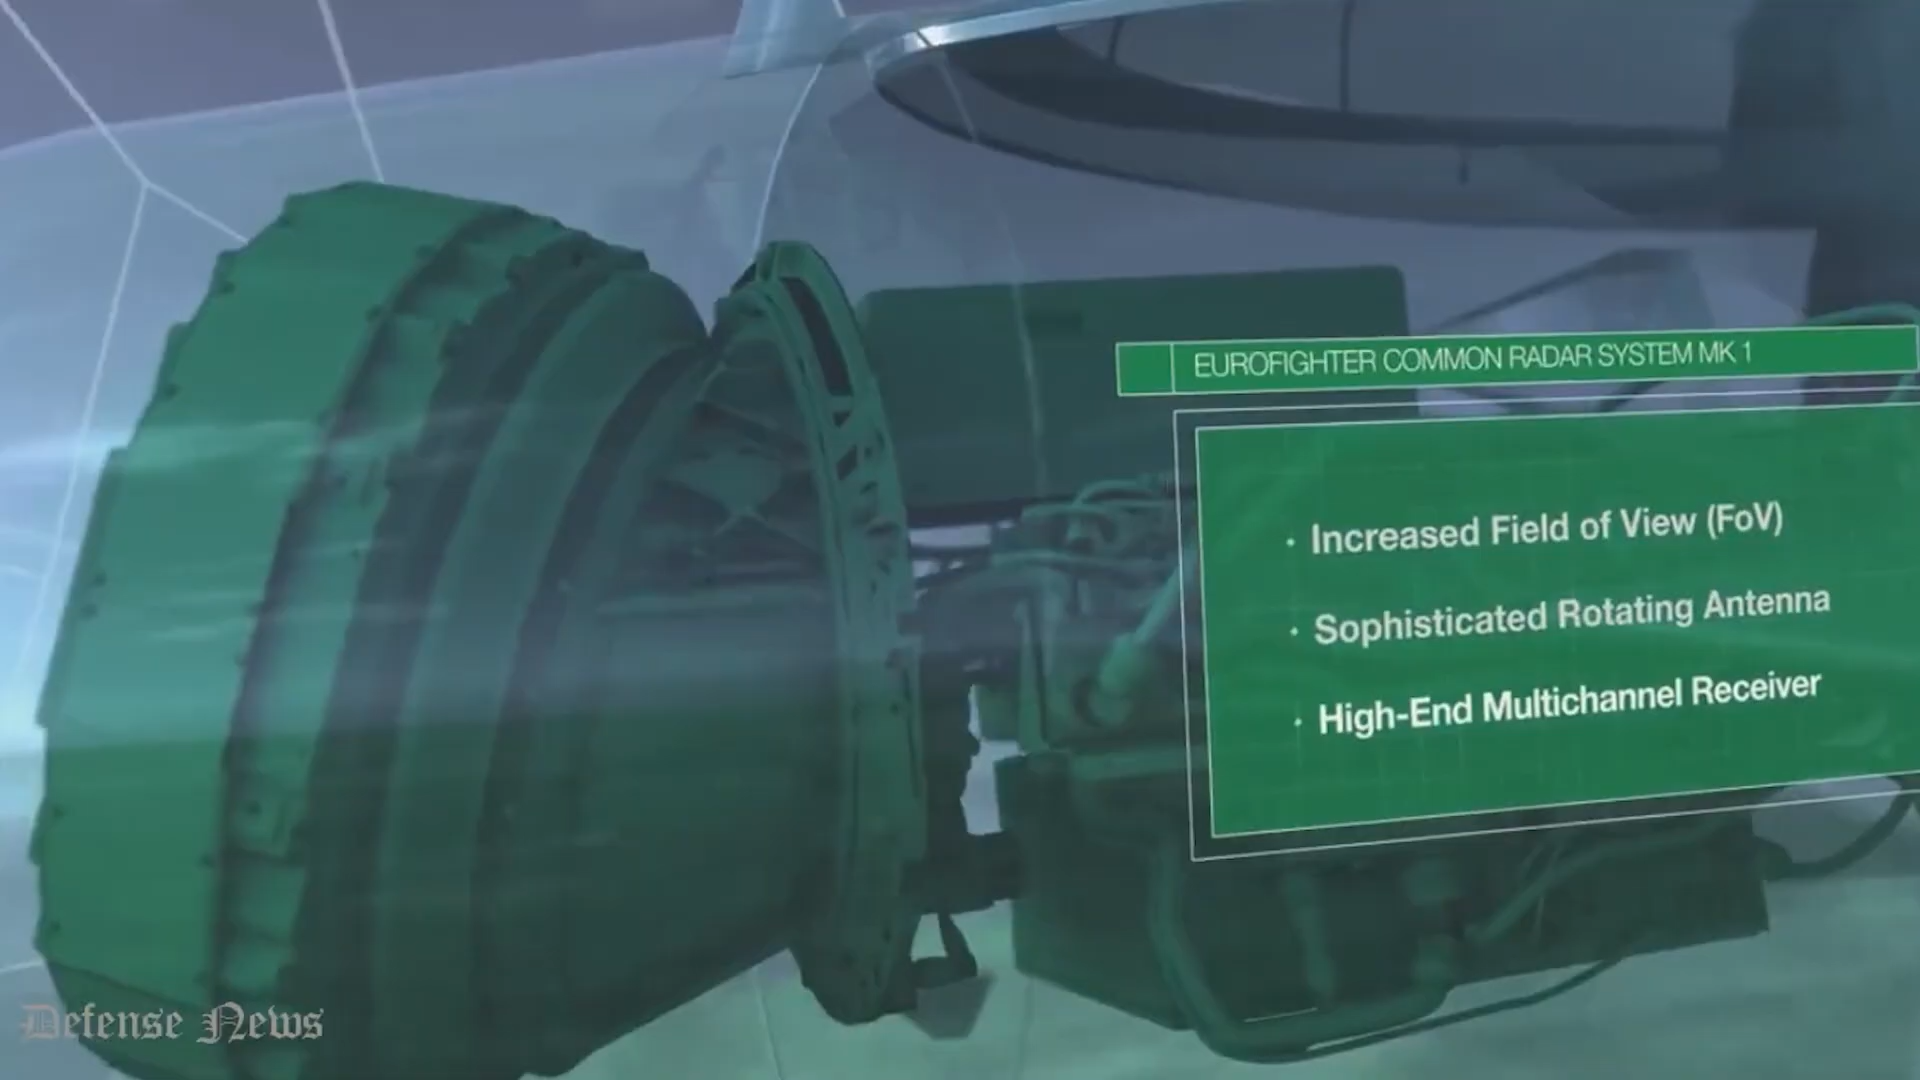 EUROFIGHTER COMMON RADAR SYSTEM MK 1
· Increased Field of View (FoV)
· Sophisticated Rotating Antenna
· High-End Multichannel Receiver
Defense News